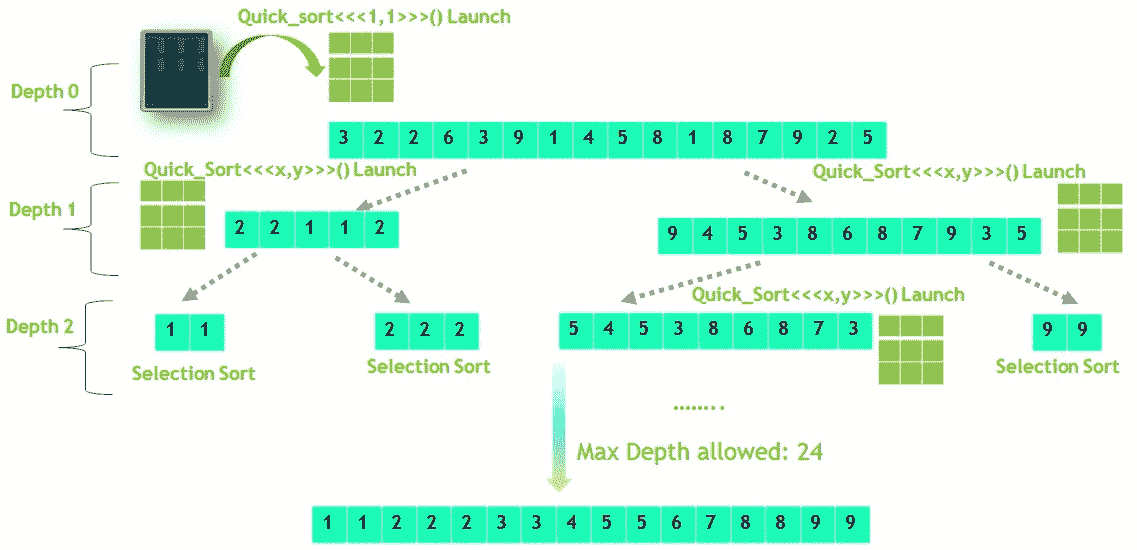 Quick_sort<<<1,1>>>() Launch
Depth 0
3 2 2 6 3 9 1 4 5 8 1 8 7 9 2 5
Quick_Sort<<<x,y>>>() Launch
Quick_Sort<<<x,y>>>() Launch
Depth 1
2 2 1 1 2
9 4 5 3 8 6 8 7 9 3 5
Quick_Sort<<<x,y>>>() Launch
Depth 2
1 1
2 2 2
5 4 5 3 8 6 8 7 3
9 9
Selection Sort
Selection Sort
Selection Sort
........
Max Depth allowed: 24
1 1 2 2 2 3 3 4 5 5 6 7 8 8 9 9